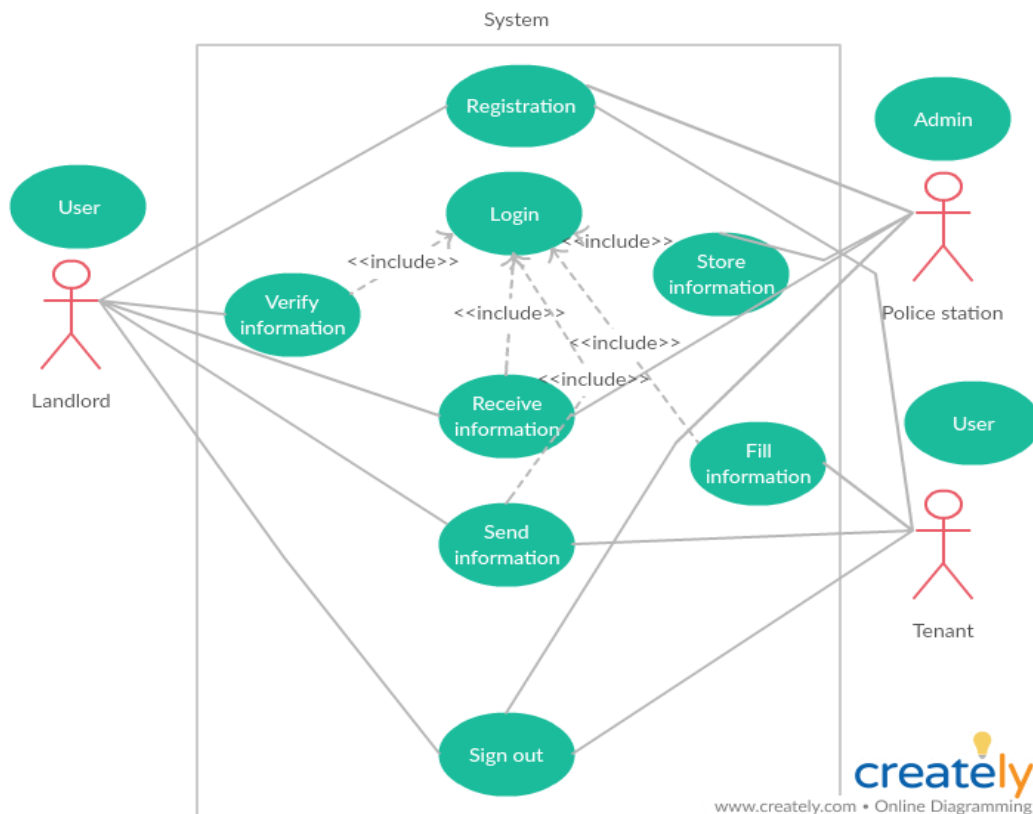 System
Registration
Admin
User
Login
<<include>>
<<include>>
Store
information
Verify
information
<<include>>
Police station
<<include>>
<<include>>
Landlord
Receive
information
User
Fill
information
Send
information
Tenant
Sign out
creately
www.creately.com • Online Diagramming